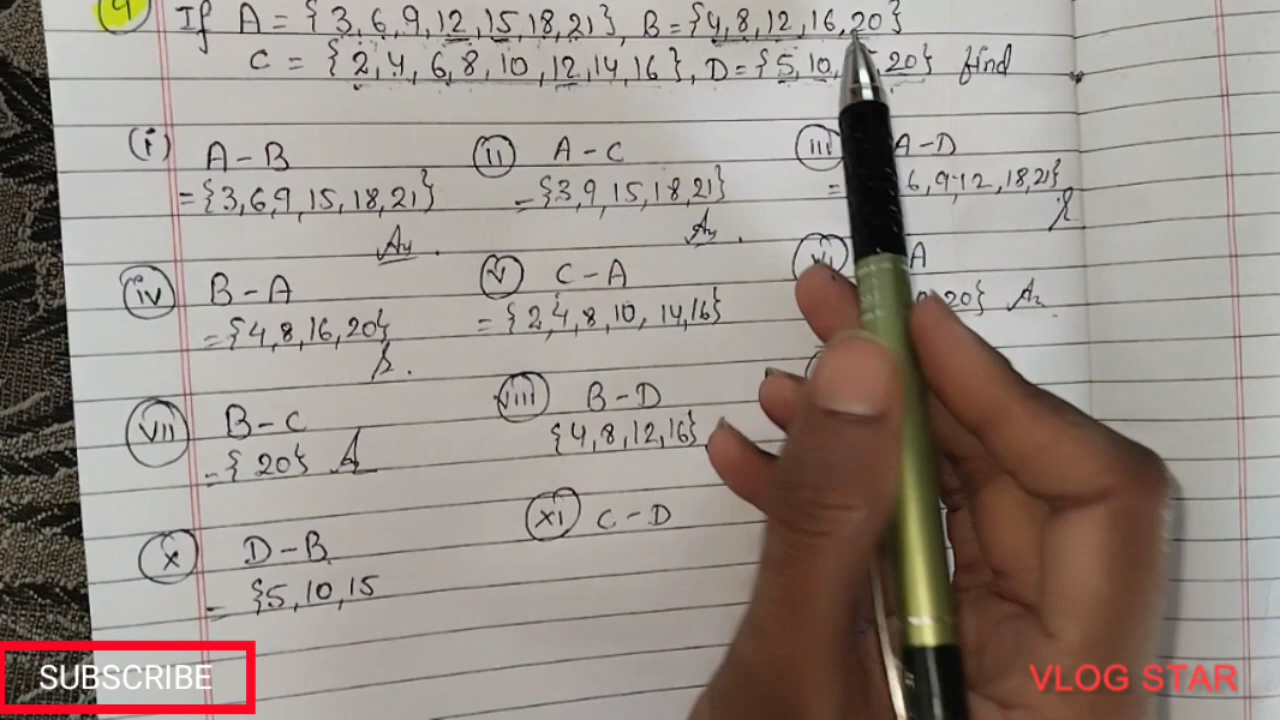 9 If A = {3,6,9,12,15,18,21}, B = {4,8,12,16,20}
C = {2,4,6,8,10,12,14,16}, D = {5,10, 20} find
(i) A-B (ii) A-C (iii) A-D
= {3,6,9,15,18,21} = {3,9,15,18,21} = 6,9,12,18,21}
(iv) B-A (v) C-A (vi) A
= {4,8,16,20} = {2,4,8,10,14,16} 20}
(vii) B-C (viii) B-D
= {20} {4,8,12,16}
(x) D-B (xi) C-D
= {5,10,15
SUBSCRIBE
VLOG STAR